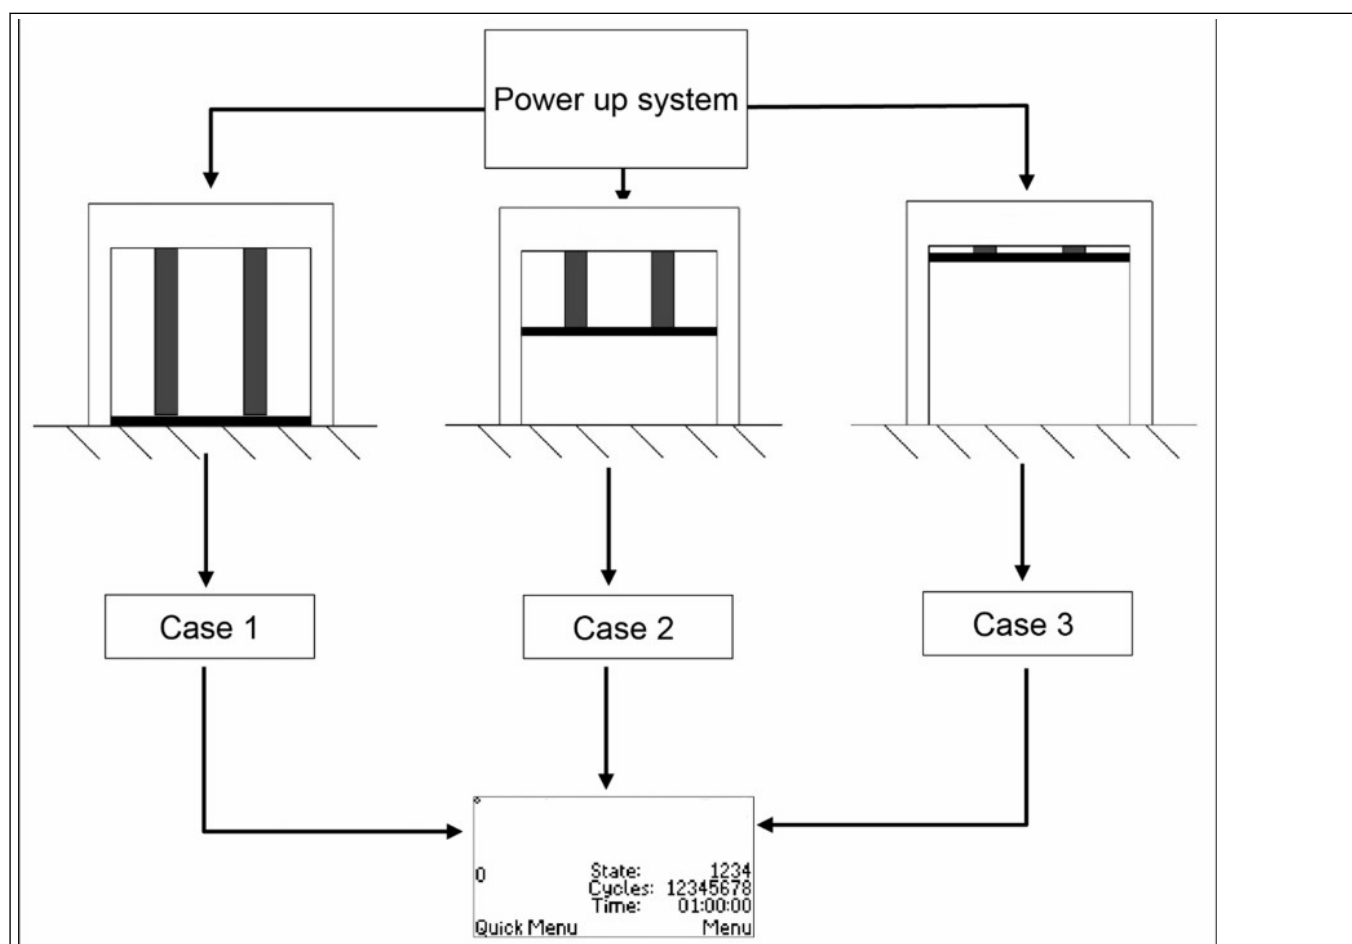 Power up system
Case 1
Case 2
Case 3
0
State: 1234
Cycles: 12345678
Time: 01:00:00
Quick Menu Menu